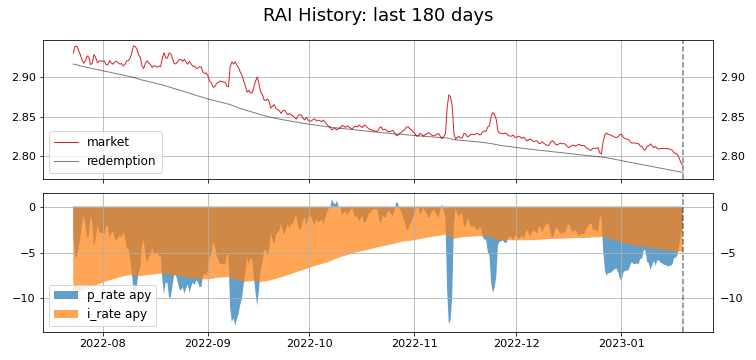 RAI History: last 180 days
2.90 2.90
2.85 2.85
2.80 2.80
market
redemption
0 0
−5 −5
−10 −10
p_rate apy
i_rate apy
2022-08 2022-09 2022-10 2022-11 2022-12 2023-01